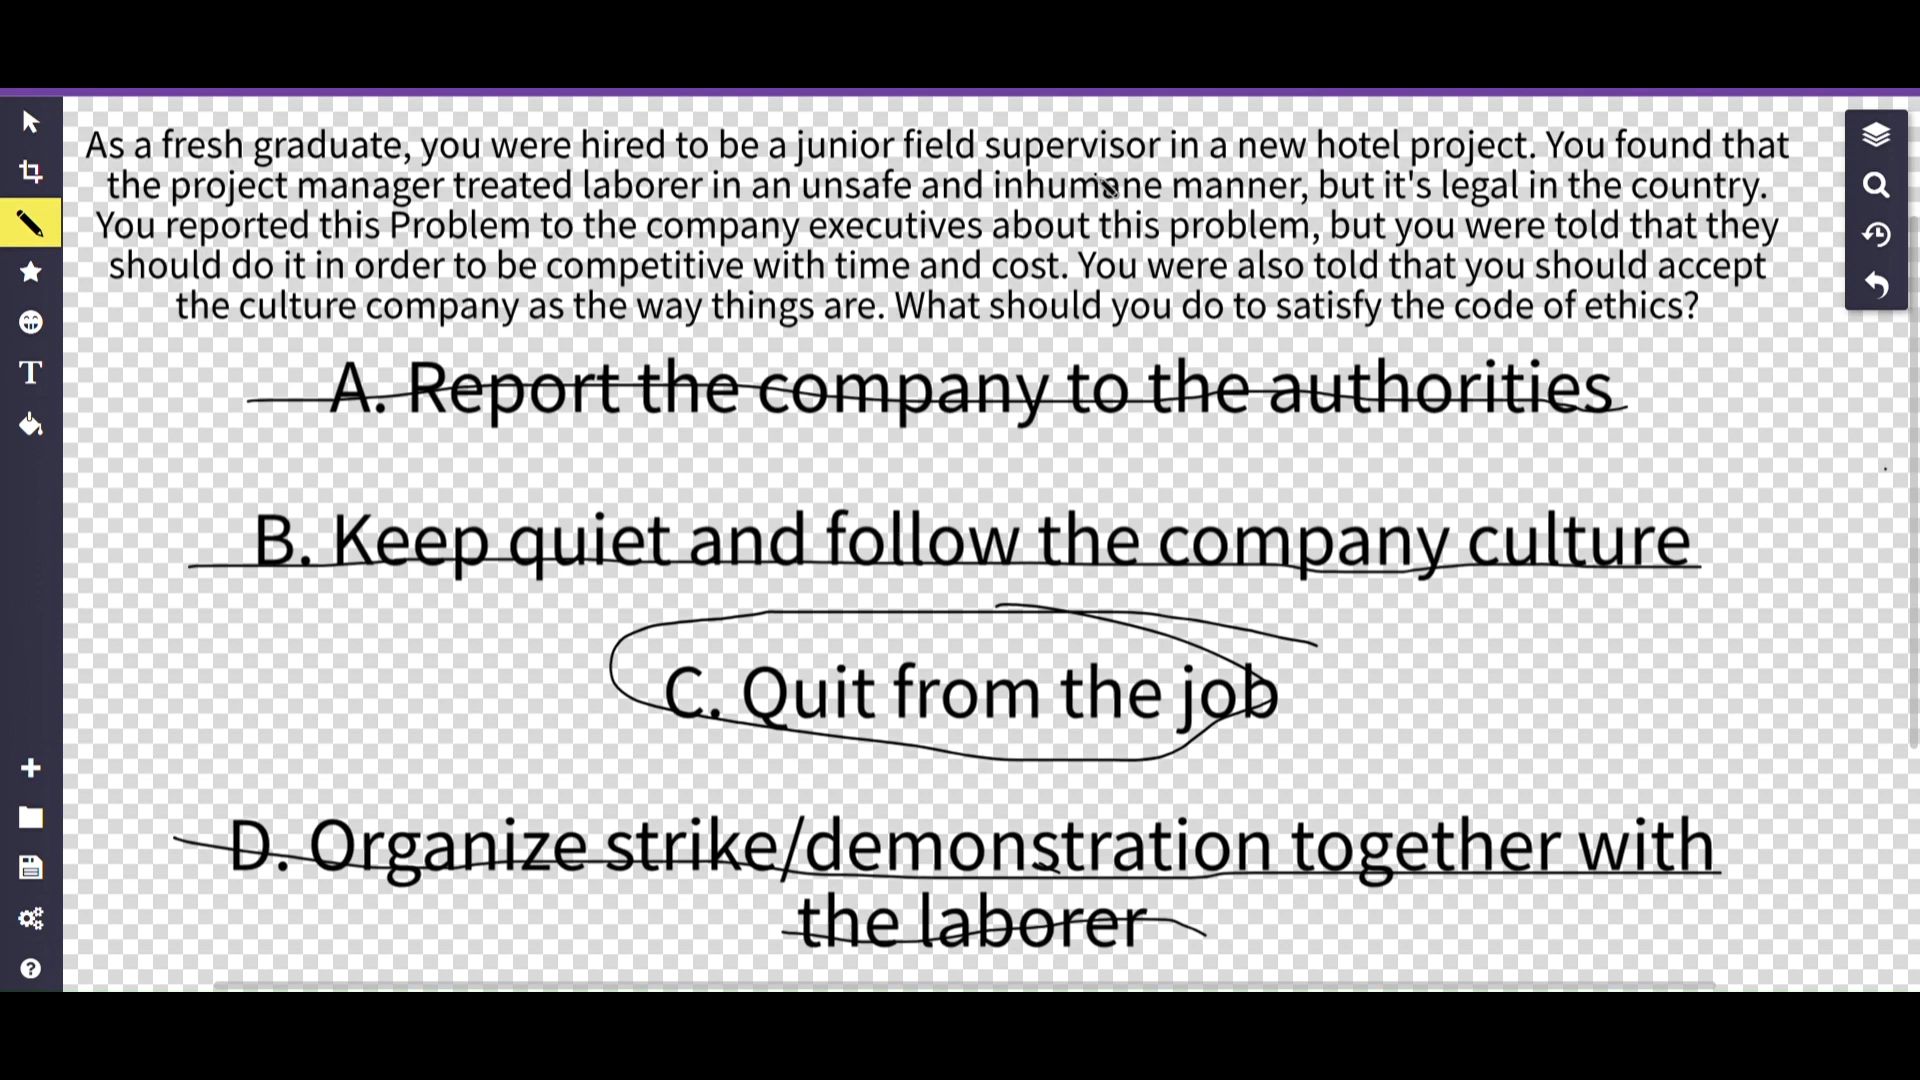 As a fresh graduate, you were hired to be a junior field supervisor in a new hotel project. You found that
the project manager treated laborer in an unsafe and inhumane manner, but it's legal in the country.
You reported this Problem to the company executives about this problem, but you were told that they
should do it in order to be competitive with time and cost. You were also told that you should accept
the culture company as the way things are. What should you do to satisfy the code of ethics?
A. Report the company to the authorities
B. Keep quiet and follow the company culture
C. Quit from the job
D. Organize strike/demonstration together with
the laborer